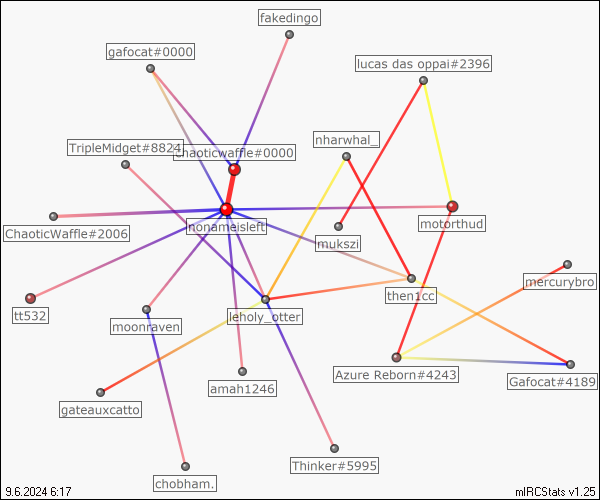 fakedingo
gafocat#0000
lucas das oppai#2396
nharwhal_
TripleMidget#8824
chaoticwaffle#0000
nonameisleft
motorthud
ChaoticWaffle#2006
mukszi
mercurybro
then1cc
tt532
leholy_otter
moonraven
Azure Reborn#4243
Gafocat#4189
amah1246
gateauxcatto
Thinker#5995
chobham.
9.6.2024 6:17
mIRCStats v1.25